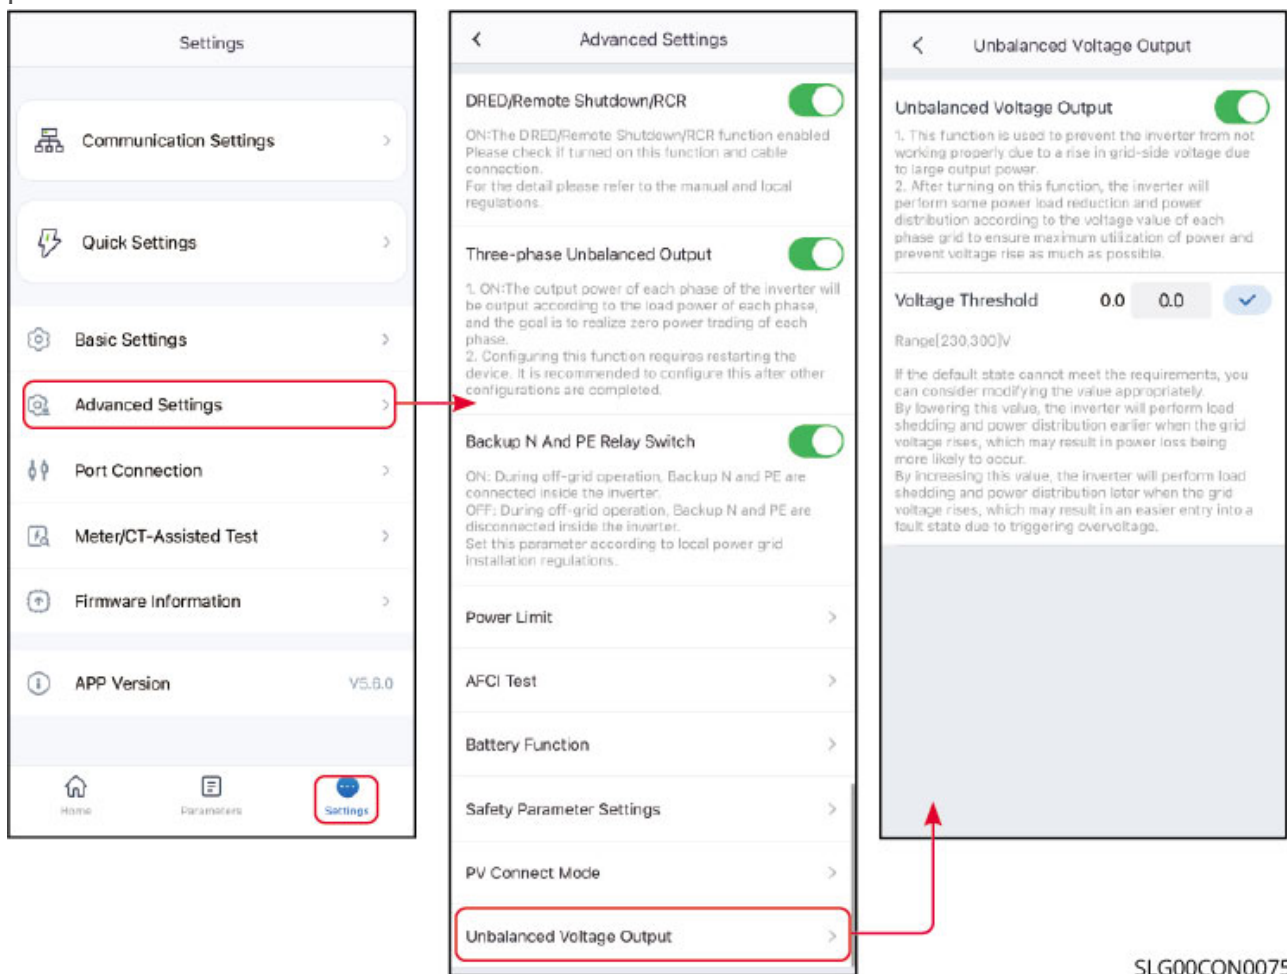 Settings
Communication Settings
Quick Settings
Basic Settings
Advanced Settings
Port Connection
Meter/CT-Assisted Test
Firmware Information
APP Version V5.6.0
Home Parameters Settings
Advanced Settings
DRED/Remote Shutdown/RCR
ON:The DRED/Remote Shutdown/RCR function enabled
Please check if turned on this function and cable
connection.
For the detail please refer to the manual and local
regulations.
Three-phase Unbalanced Output
1. ON:The output power of each phase of the inverter will
be output according to the load power of each phase,
and the goal is to realize zero power trading of each
phase.
2. Configuring this function requires restarting the
device. It is recommended to configure this after other
configurations are completed.
Backup N And PE Relay Switch
ON: During off-grid operation, Backup N and PE are
connected inside the inverter.
OFF: During off-grid operation, Backup N and PE are
disconnected inside the inverter.
Set this parameter according to local power grid
installation regulations.
Power Limit
AFCI Test
Battery Function
Safety Parameter Settings
PV Connect Mode
Unbalanced Voltage Output
Unbalanced Voltage Output
Unbalanced Voltage Output
1. This function is used to prevent the inverter from not
working properly due to a rise in grid-side voltage due
to large output power.
2. After turning on this function, the inverter will
perform some power load reduction and power
distribution according to the voltage value of each
phase grid to ensure maximum utilization of power and
prevent voltage rise as much as possible.
Voltage Threshold 0.0 0.0
Range[230,300]V
If the default state cannot meet the requirements, you
can consider modifying the value appropriately.
By lowering this value, the inverter will perform load
shedding and power distribution earlier when the grid
voltage rises, which may result in power loss being
more likely to occur.
By increasing this value, the inverter will perform load
shedding and power distribution later when the grid
voltage rises, which may result in an easier entry into a
fault state due to triggering overvoltage.
SLG00CON0075